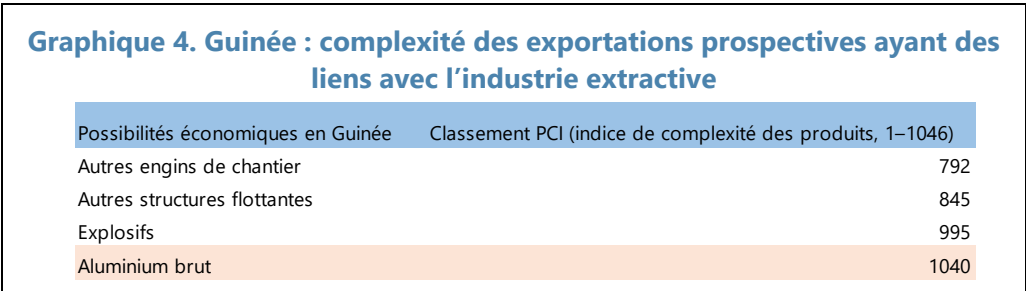 Graphique 4. Guinée : complexité des exportations prospectives ayant des
liens avec l’industrie extractive
Possibilités économiques en Guinée Classement PCI (indice de complexité des produits, 1–1046)
Autres engins de chantier 792
Autres structures flottantes 845
Explosifs 995
Aluminium brut 1040